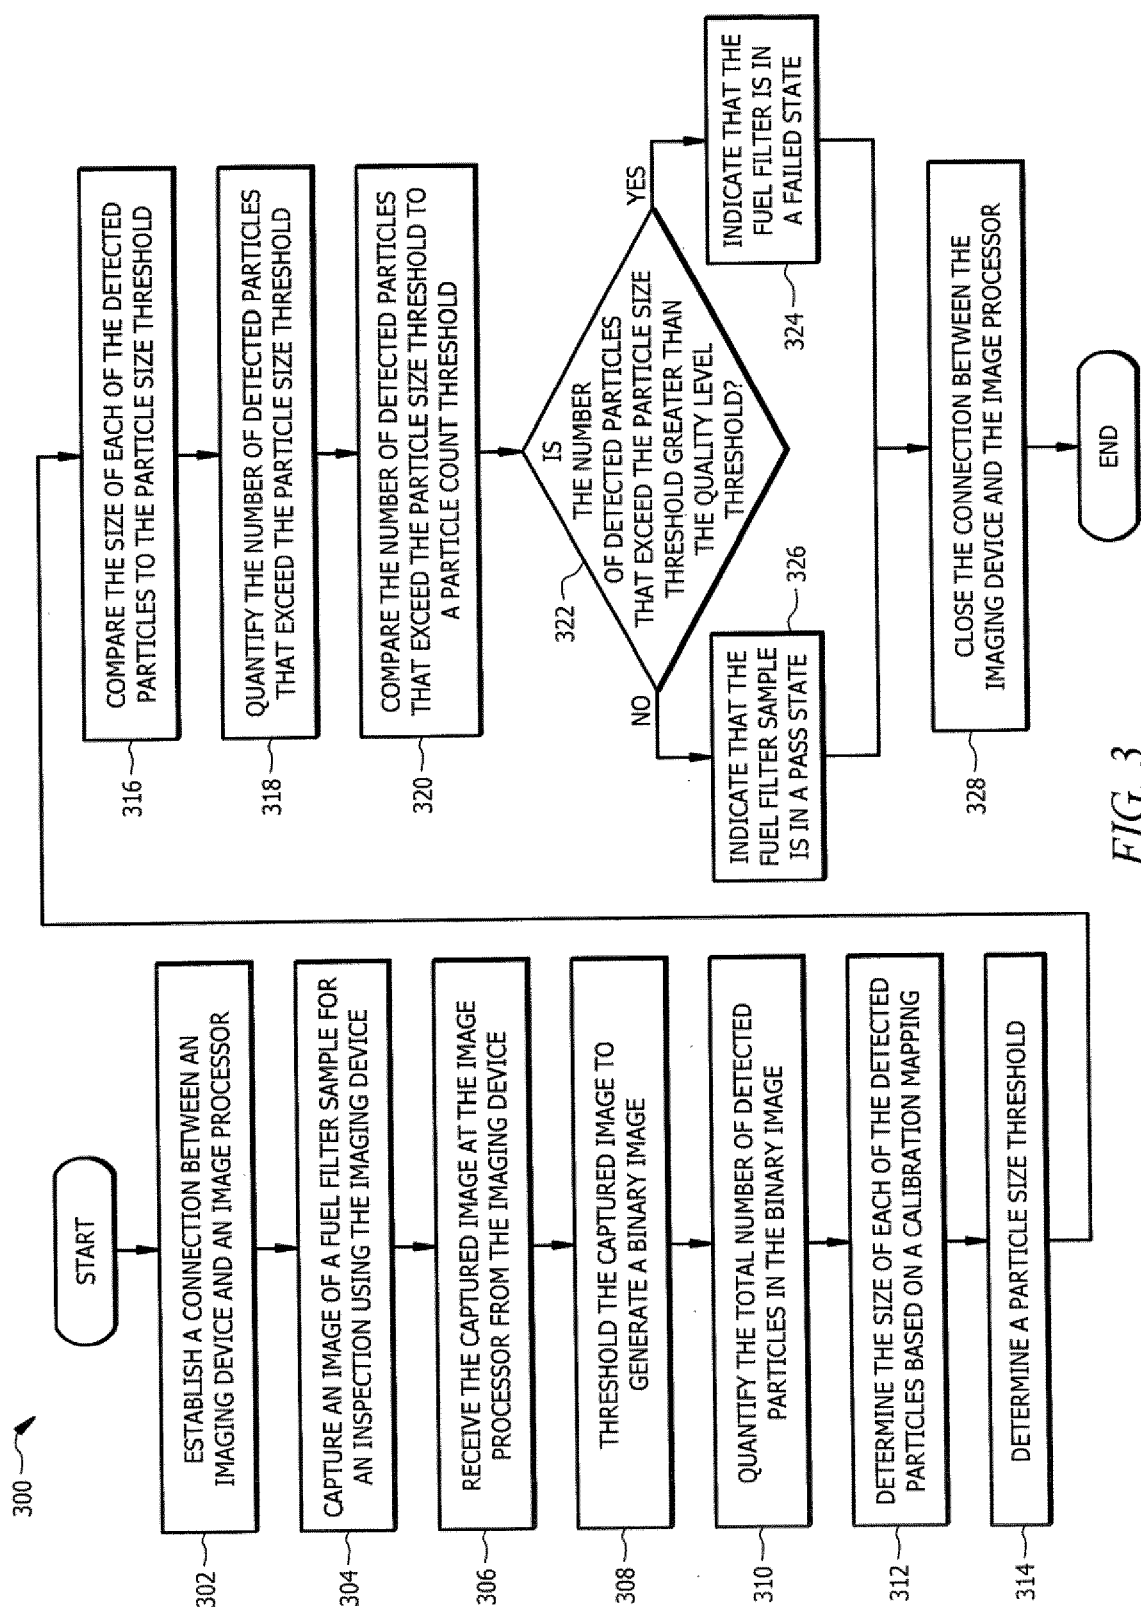 300
START
302
ESTABLISH A CONNECTION BETWEEN AN
IMAGING DEVICE AND AN IMAGE PROCESSOR
304
CAPTURE AN IMAGE OF A FUEL FILTER SAMPLE FOR
AN INSPECTION USING THE IMAGING DEVICE
306
RECEIVE THE CAPTURED IMAGE AT THE IMAGE
PROCESSOR FROM THE IMAGING DEVICE
308
THRESHOLD THE CAPTURED IMAGE TO
GENERATE A BINARY IMAGE
310
QUANTIFY THE TOTAL NUMBER OF DETECTED
PARTICLES IN THE BINARY IMAGE
312
DETERMINE THE SIZE OF EACH OF THE DETECTED
PARTICLES BASED ON A CALIBRATION MAPPING
314
DETERMINE A PARTICLE SIZE THRESHOLD
316
COMPARE THE SIZE OF EACH OF THE DETECTED
PARTICLES TO THE PARTICLE SIZE THRESHOLD
318
QUANTIFY THE NUMBER OF DETECTED PARTICLES
THAT EXCEED THE PARTICLE SIZE THRESHOLD
320
COMPARE THE NUMBER OF DETECTED PARTICLES
THAT EXCEED THE PARTICLE SIZE THRESHOLD TO
A PARTICLE COUNT THRESHOLD
322
IS
THE NUMBER
OF DETECTED PARTICLES
THAT EXCEED THE PARTICLE SIZE
THRESHOLD GREATER THAN
THE QUALITY LEVEL
THRESHOLD?
NO
YES
326
INDICATE THAT THE
FUEL FILTER SAMPLE
IS IN A PASS STATE
324
INDICATE THAT THE
FUEL FILTER IS IN
A FAILED STATE
328
CLOSE THE CONNECTION BETWEEN THE
IMAGING DEVICE AND THE IMAGE PROCESSOR
END
FIG. 3